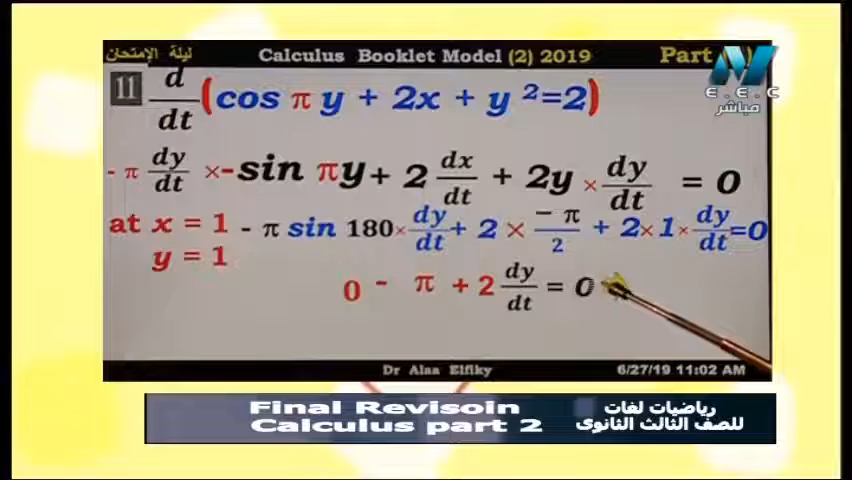 ليلة الإمتحان Calculus Booklet Model (2) 2019 Part
E.E.C
مباشر
11 d/dt (cos π y + 2x + y ²=2)
- π dy/dt ×-sin πy+ 2 dx/dt + 2y × dy/dt = 0
at x = 1 - π sin 180× dy/dt + 2 × - π/2 + 2×1× dy/dt=0
y = 1
0 - π + 2 dy/dt = 0
Dr Alaa Elfiky 6/27/19 11:02 AM
Final Revisoin رياضيات لغات
Calculus part 2 للصف الثالث الثانوى